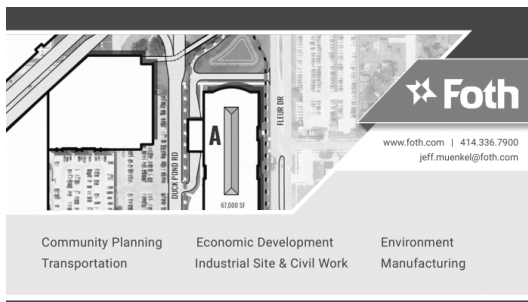 Foth
www.foth.com | 414.336.7900
jeff.muenkel@foth.com
A
FLEUR DR
DUCK POND RD
67,000 SF
Community Planning Economic Development Environment
Transportation Industrial Site & Civil Work Manufacturing